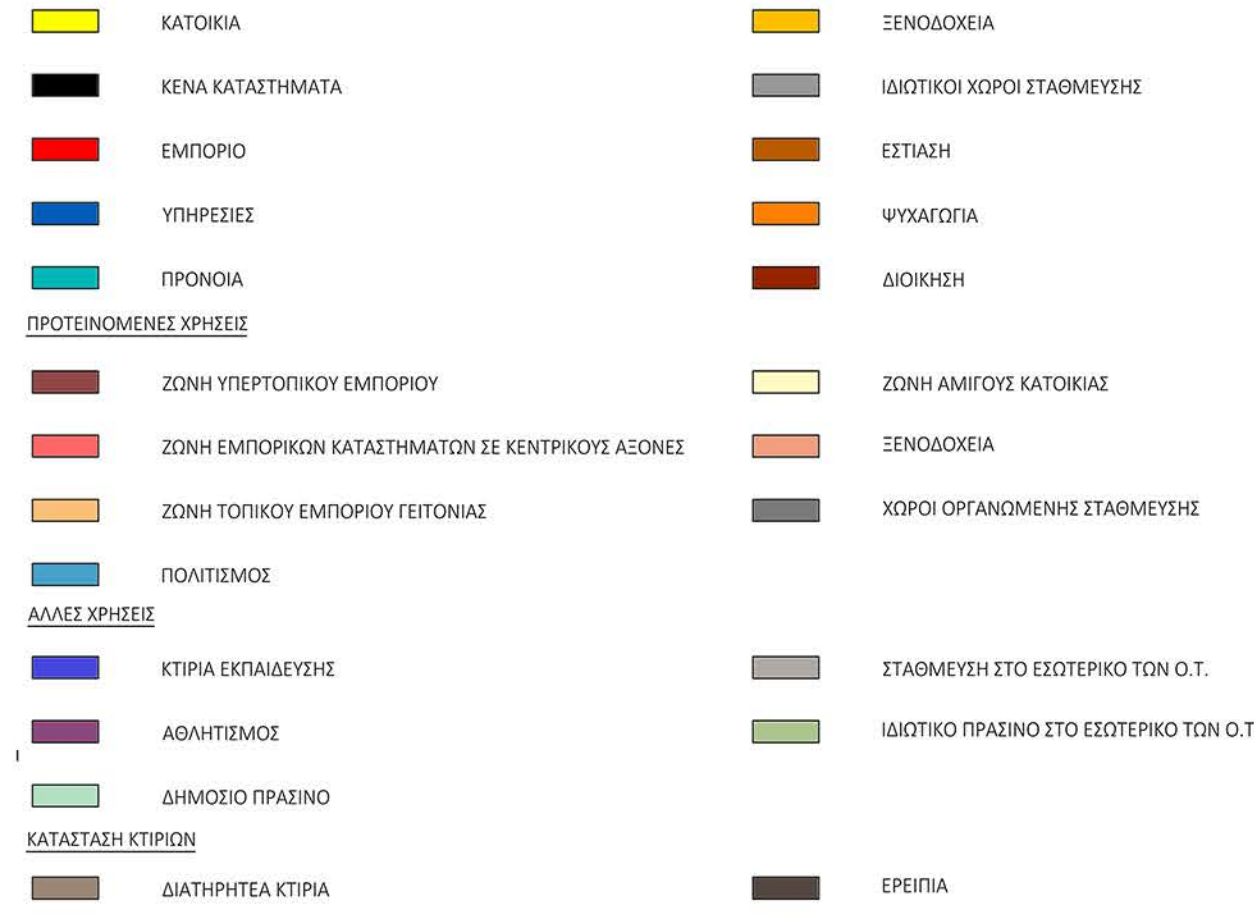 ΚΑΤΟΙΚΙΑ
ΞΕΝΟΔΟΧΕΙΑ
ΚΕΝΑ ΚΑΤΑΣΤΗΜΑΤΑ
ΙΔΙΩΤΙΚΟΙ ΧΩΡΟΙ ΣΤΑΘΜΕΥΣΗΣ
ΕΜΠΟΡΙΟ
ΕΣΤΙΑΣΗ
ΥΠΗΡΕΣΙΕΣ
ΨΥΧΑΓΩΓΙΑ
ΠΡΟΝΟΙΑ
ΔΙΟΙΚΗΣΗ
ΠΡΟΤΕΙΝΟΜΕΝΕΣ ΧΡΗΣΕΙΣ
ΖΩΝΗ ΥΠΕΡΤΟΠΙΚΟΥ ΕΜΠΟΡΙΟΥ
ΖΩΝΗ ΑΜΙΓΟΥΣ ΚΑΤΟΙΚΙΑΣ
ΖΩΝΗ ΕΜΠΟΡΙΚΩΝ ΚΑΤΑΣΤΗΜΑΤΩΝ ΣΕ ΚΕΝΤΡΙΚΟΥΣ ΑΞΟΝΕΣ
ΞΕΝΟΔΟΧΕΙΑ
ΖΩΝΗ ΤΟΠΙΚΟΥ ΕΜΠΟΡΙΟΥ ΓΕΙΤΟΝΙΑΣ
ΧΩΡΟΙ ΟΡΓΑΝΩΜΕΝΗΣ ΣΤΑΘΜΕΥΣΗΣ
ΠΟΛΙΤΙΣΜΟΣ
ΑΛΛΕΣ ΧΡΗΣΕΙΣ
ΚΤΙΡΙΑ ΕΚΠΑΙΔΕΥΣΗΣ
ΣΤΑΘΜΕΥΣΗ ΣΤΟ ΕΣΩΤΕΡΙΚΟ ΤΩΝ Ο.Τ.
ΑΘΛΗΤΙΣΜΟΣ
ΙΔΙΩΤΙΚΟ ΠΡΑΣΙΝΟ ΣΤΟ ΕΣΩΤΕΡΙΚΟ ΤΩΝ Ο.Τ
ΔΗΜΟΣΙΟ ΠΡΑΣΙΝΟ
ΚΑΤΑΣΤΑΣΗ ΚΤΙΡΙΩΝ
ΔΙΑΤΗΡΗΤΕΑ ΚΤΙΡΙΑ
ΕΡΕΙΠΙΑ